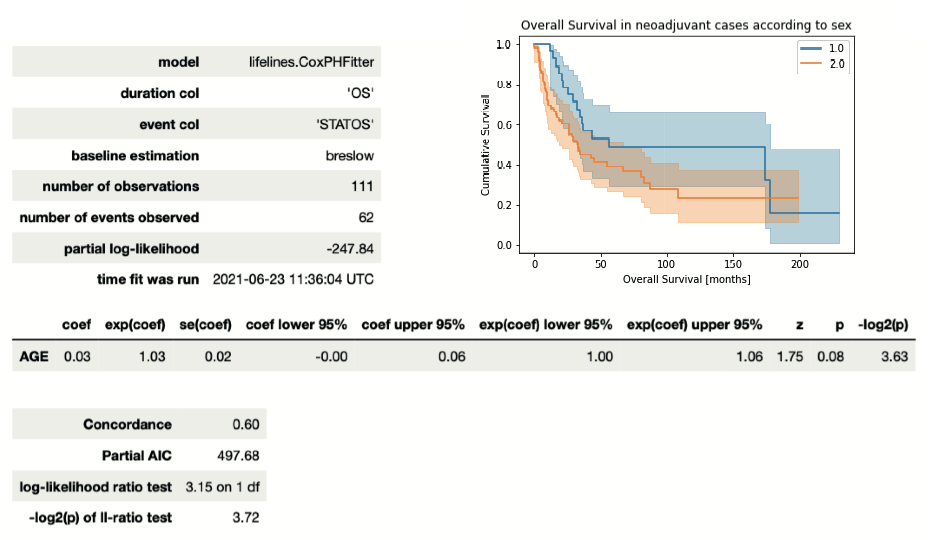 Overall Survival in neoadjuvant cases according to sex
model lifelines.CoxPHFitter
duration col 'OS'
event col 'STATOS'
baseline estimation breslow
number of observations 111
number of events observed 62
partial log-likelihood -247.84
time fit was run 2021-06-23 11:36:04 UTC
1.0
2.0
Cumulative Survivall
1.0
0.8
0.6
0.4
0.2
0.0
0 50 100 150 200
Overall Survival [months]
coef exp(coef) se(coef) coef lower 95% coef upper 95% exp(coef) lower 95% exp(coef) upper 95% z p -log2(p)
AGE 0.03 1.03 0.02 -0.00 0.06 1.00 1.06 1.75 0.08 3.63
Concordance 0.60
Partial AIC 497.68
log-likelihood ratio test 3.15 on 1 df
-log2(p) of ll-ratio test 3.72